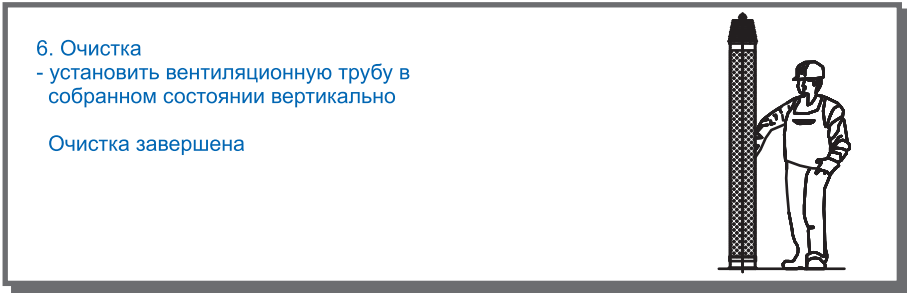 6. Очистка
- установить вентиляционную трубу в
собранном состоянии вертикально
Очистка завершена